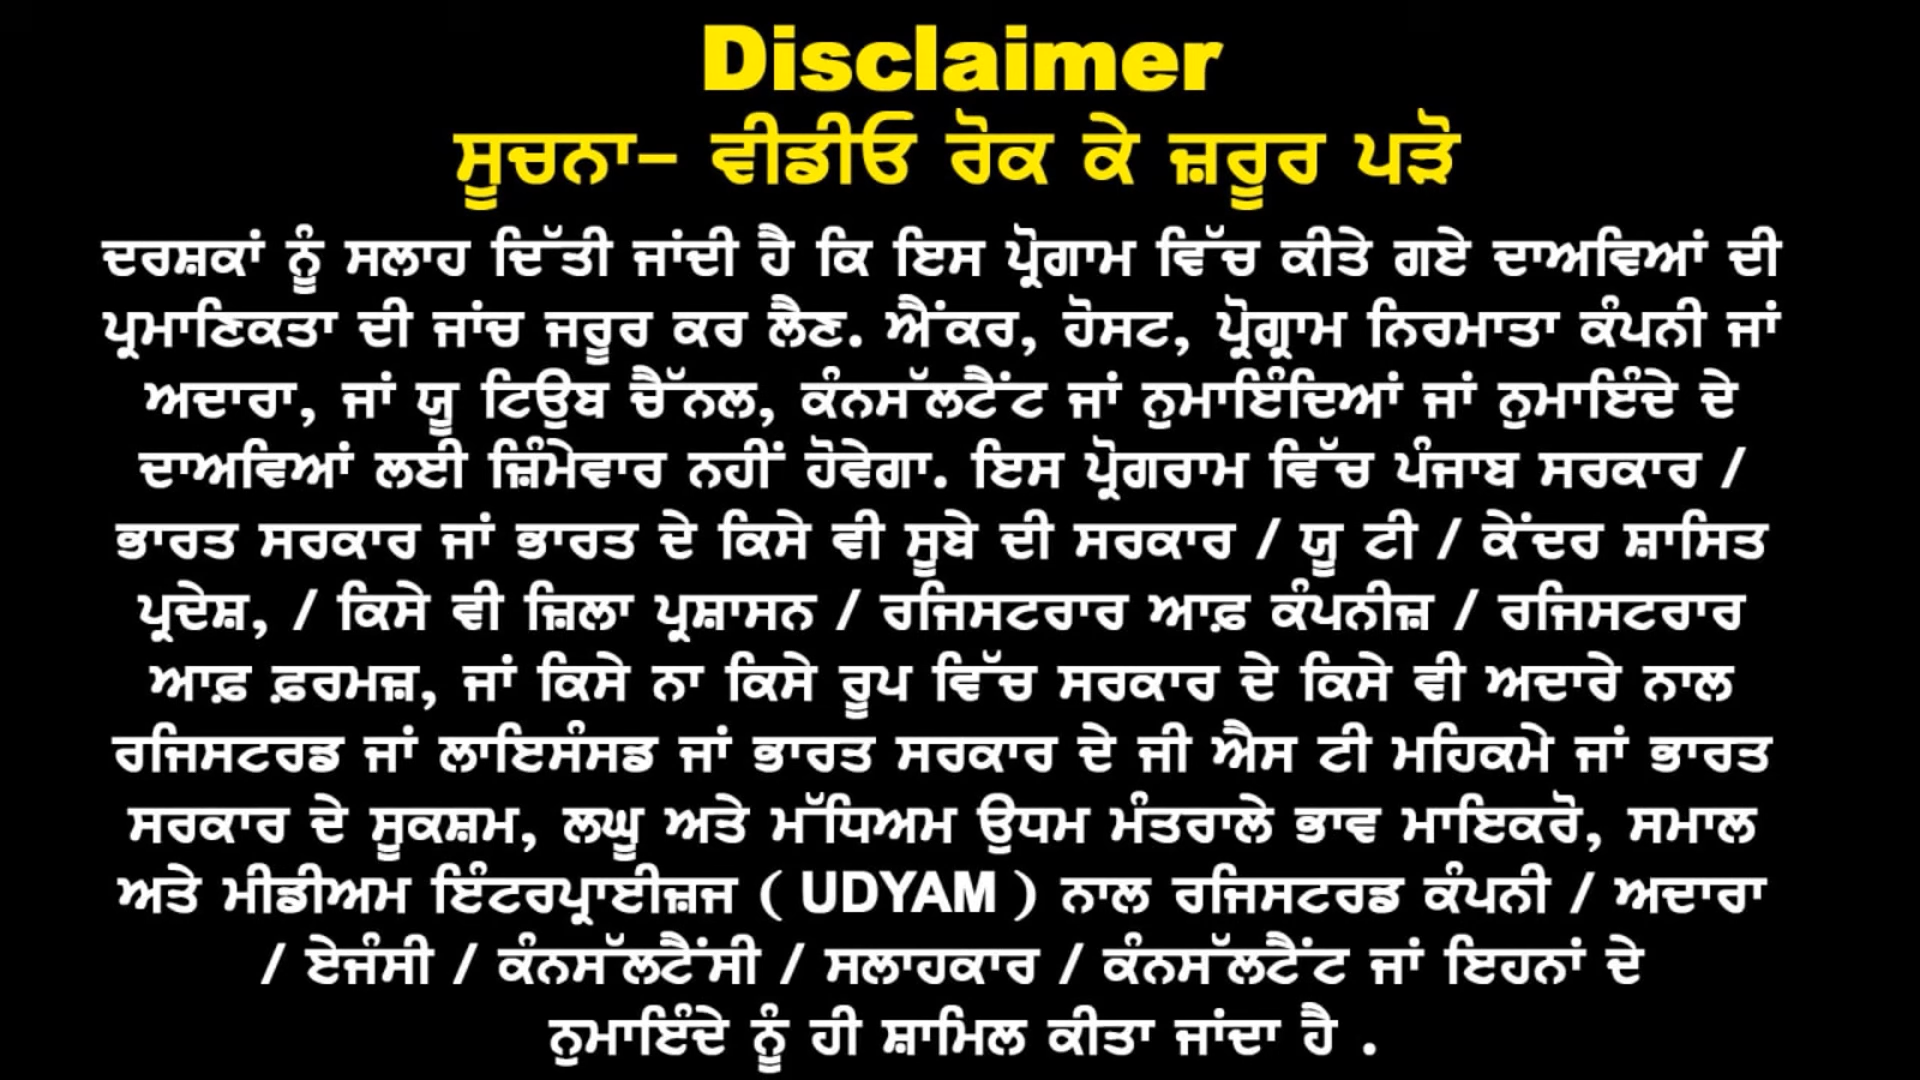 Disclaimer
ਸੂਚਨਾ- ਵੀਡੀਓ ਰੋਕ ਕੇ ਜ਼ਰੂਰ ਪੜੋ
ਦਰਸ਼ਕਾਂ ਨੂੰ ਸਲਾਹ ਦਿੱਤੀ ਜਾਂਦੀ ਹੈ ਕਿ ਇਸ ਪ੍ਰੋਗਾਮ ਵਿੱਚ ਕੀਤੇ ਗਏ ਦਾਅਵਿਆਂ ਦੀ
ਪ੍ਰਮਾਣਿਕਤਾ ਦੀ ਜਾਂਚ ਜਰੂਰ ਕਰ ਲੈਣ. ਐਂਕਰ, ਹੋਸਟ, ਪ੍ਰੋਗ੍ਰਾਮ ਨਿਰਮਾਤਾ ਕੰਪਨੀ ਜਾਂ
ਅਦਾਰਾ, ਜਾਂ ਯੂ ਟਿਉਬ ਚੈੱਨਲ, ਕੰਨਸੱਲਟੈਂਟ ਜਾਂ ਨੁਮਾਇੰਦਿਆਂ ਜਾਂ ਨੁਮਾਇੰਦੇ ਦੇ
ਦਾਅਵਿਆਂ ਲਈ ਜ਼ਿੰਮੇਵਾਰ ਨਹੀਂ ਹੋਵੇਗਾ. ਇਸ ਪ੍ਰੋਗਰਾਮ ਵਿੱਚ ਪੰਜਾਬ ਸਰਕਾਰ /
ਭਾਰਤ ਸਰਕਾਰ ਜਾਂ ਭਾਰਤ ਦੇ ਕਿਸੇ ਵੀ ਸੂਬੇ ਦੀ ਸਰਕਾਰ / ਯੂ ਟੀ / ਕੇਂਦਰ ਸ਼ਾਸਿਤ
ਪ੍ਰਦੇਸ਼, / ਕਿਸੇ ਵੀ ਜ਼ਿਲਾ ਪ੍ਰਸ਼ਾਸਨ / ਰਜਿਸਟਰਾਰ ਆਫ਼ ਕੰਪਨੀਜ਼ / ਰਜਿਸਟਰਾਰ
ਆਫ਼ ਫ਼ਰਮਜ਼, ਜਾਂ ਕਿਸੇ ਨਾ ਕਿਸੇ ਰੂਪ ਵਿੱਚ ਸਰਕਾਰ ਦੇ ਕਿਸੇ ਵੀ ਅਦਾਰੇ ਨਾਲ
ਰਜਿਸਟਰਡ ਜਾਂ ਲਾਇਸੰਸਡ ਜਾਂ ਭਾਰਤ ਸਰਕਾਰ ਦੇ ਜੀ ਐਸ ਟੀ ਮਹਿਕਮੇ ਜਾਂ ਭਾਰਤ
ਸਰਕਾਰ ਦੇ ਸੂਕਸ਼ਮ, ਲਘੂ ਅਤੇ ਮੱਧਿਅਮ ਉਧਮ ਮੰਤਰਾਲੇ ਭਾਵ ਮਾਇਕਰੋ, ਸਮਾਲ
ਅਤੇ ਮੀਡੀਅਮ ਇੰਟਰਪ੍ਰਾਈਜ਼ਜ ( UDYAM ) ਨਾਲ ਰਜਿਸਟਰਡ ਕੰਪਨੀ / ਅਦਾਰਾ
/ ਏਜੰਸੀ / ਕੰਨਸੱਲਟੈਂਸੀ / ਸਲਾਹਕਾਰ / ਕੰਨਸੱਲਟੈਂਟ ਜਾਂ ਇਹਨਾਂ ਦੇ
ਨੁਮਾਇੰਦੇ ਨੂੰ ਹੀ ਸ਼ਾਮਿਲ ਕੀਤਾ ਜਾਂਦਾ ਹੈ .